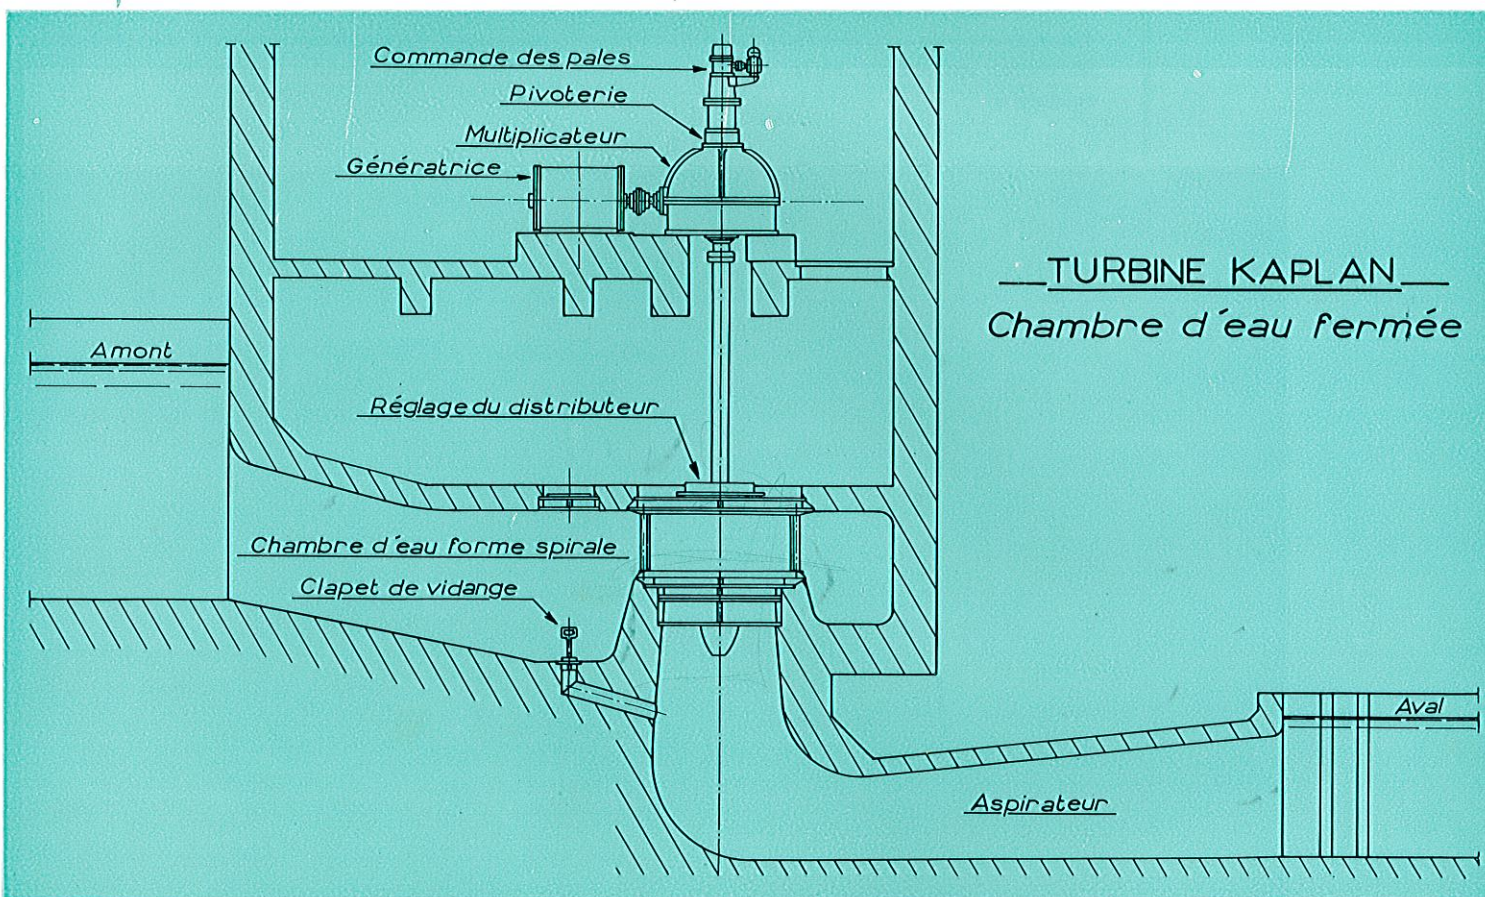 Commande des pales
Pivoterie
Multiplicateur
Génératrice
TURBINE KAPLAN
Chambre d'eau fermée
Amont
Réglage du distributeur
Chambre d'eau forme spirale
Clapet de vidange
Aval
Aspirateur